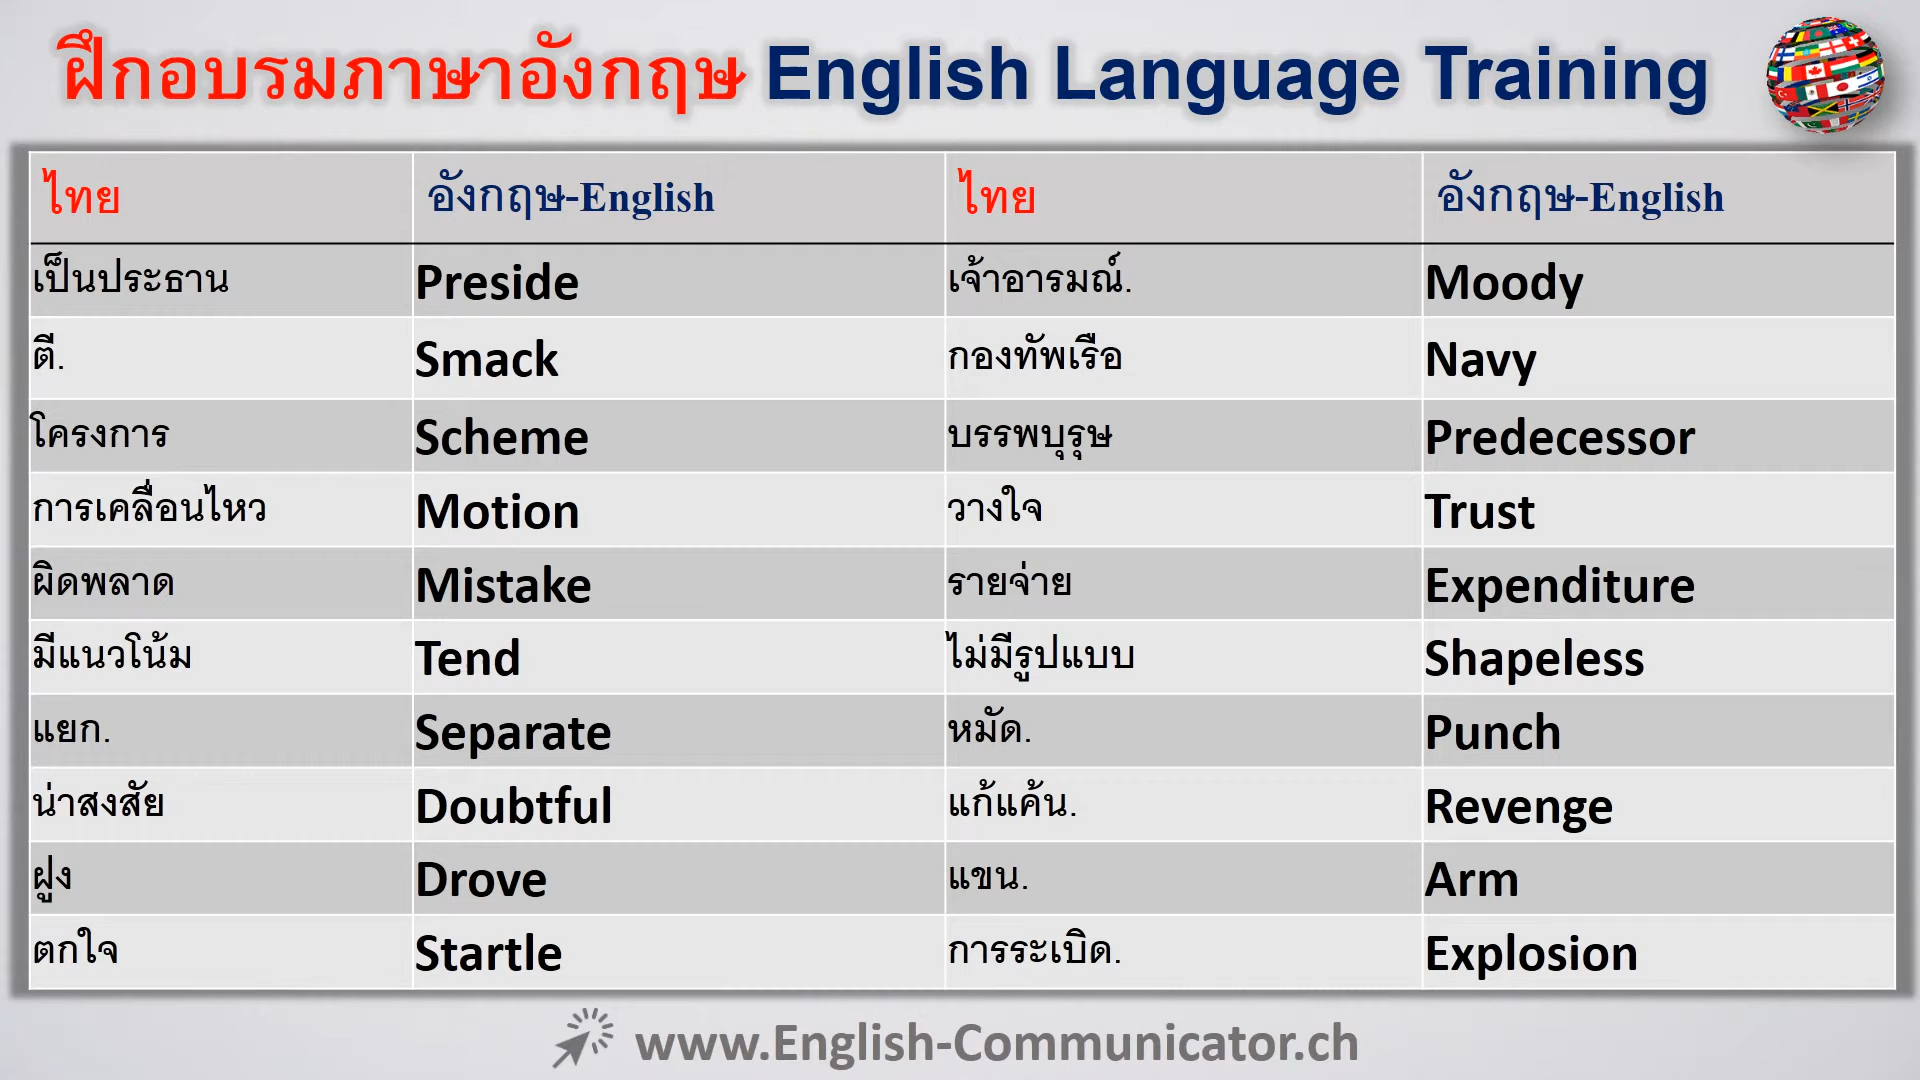 ฝึกอบรมภาษาอังกฤษ English Language Training
ไทย อังกฤษ-English ไทย อังกฤษ-English
เป็นประธาน Preside เจ้าอารมณ์. Moody
ตี. Smack กองทัพเรือ Navy
โครงการ Scheme บรรพบุรุษ Predecessor
การเคลื่อนไหว Motion วางใจ Trust
ผิดพลาด Mistake รายจ่าย Expenditure
มีแนวโน้ม Tend ไม่มีรูปแบบ Shapeless
แยก. Separate หมัด. Punch
น่าสงสัย Doubtful แก้แค้น. Revenge
ฝูง Drove แขน. Arm
ตกใจ Startle การระเบิด. Explosion
www.English-Communicator.ch